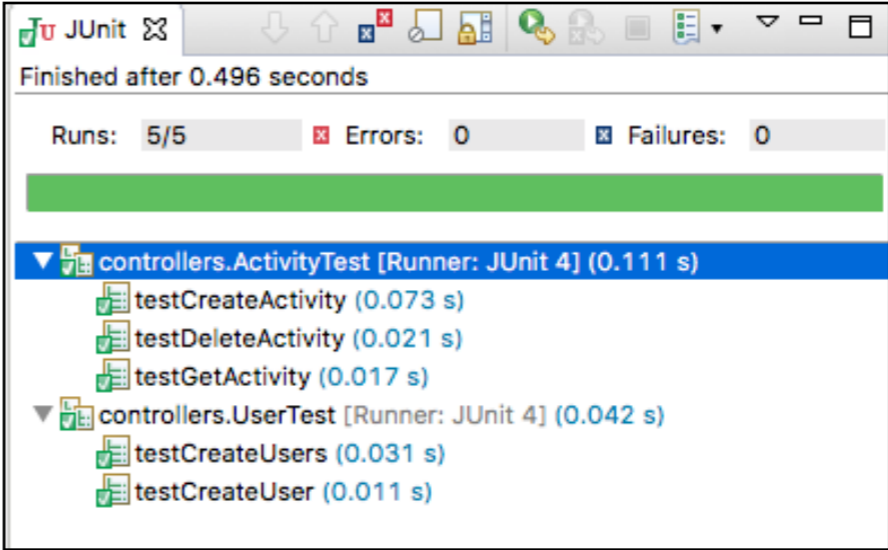 JUnit
Finished after 0.496 seconds
Runs: 5/5 Errors: 0 Failures: 0
controllers.ActivityTest [Runner: JUnit 4] (0.111 s)
testCreateActivity (0.073 s)
testDeleteActivity (0.021 s)
testGetActivity (0.017 s)
controllers.UserTest [Runner: JUnit 4] (0.042 s)
testCreateUsers (0.031 s)
testCreateUser (0.011 s)